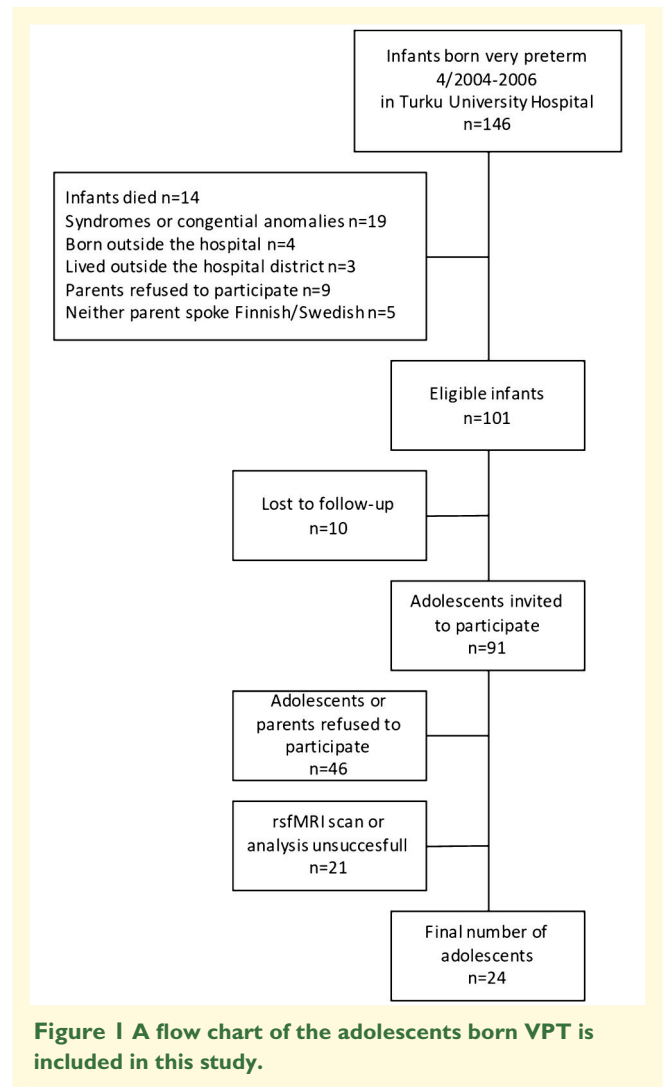 Infants born very preterm
4/2004-2006
in Turku University Hospital
n=146
Infants died n=14
Syndromes or congential anomalies n=19
Born outside the hospital n=4
Lived outside the hospital district n=3
Parents refused to participate n=9
Neither parent spoke Finnish/Swedish n=5
Eligible infants
n=101
Lost to follow-up
n=10
Adolescents invited
to participate
n=91
Adolescents or
parents refused to
participate
n=46
rsfMRI scan or
analysis unsuccesfull
n=21
Final number of
adolescents
n=24
Figure 1 A flow chart of the adolescents born VPT is
included in this study.